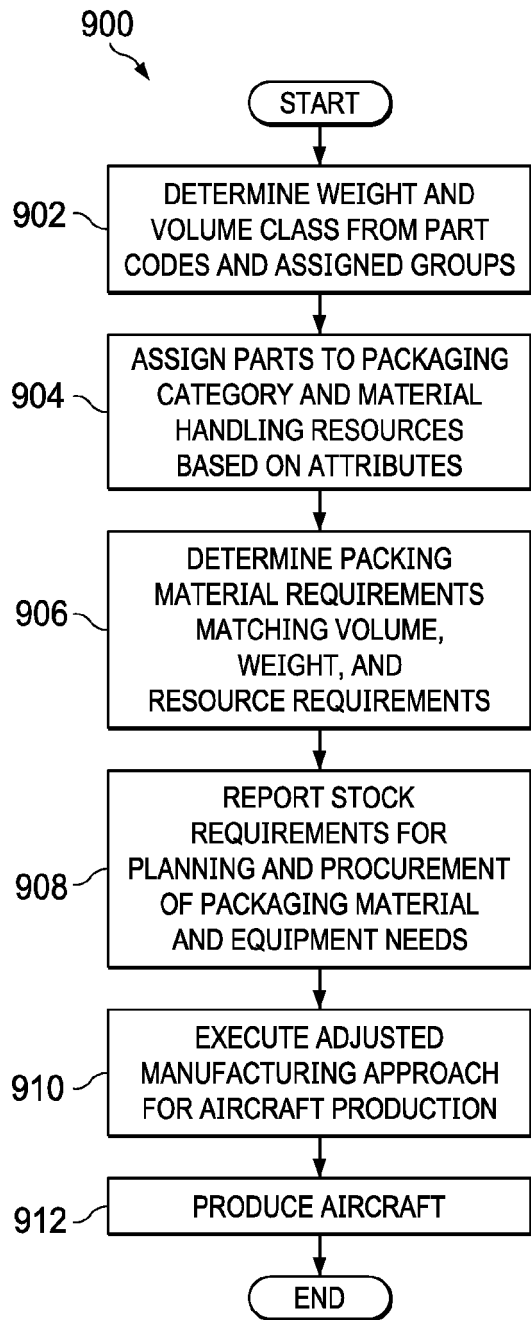 900
START
902
DETERMINE WEIGHT AND
VOLUME CLASS FROM PART
CODES AND ASSIGNED GROUPS
904
ASSIGN PARTS TO PACKAGING
CATEGORY AND MATERIAL
HANDLING RESOURCES
BASED ON ATTRIBUTES
906
DETERMINE PACKING
MATERIAL REQUIREMENTS
MATCHING VOLUME,
WEIGHT, AND
RESOURCE REQUIREMENTS
908
REPORT STOCK
REQUIREMENTS FOR
PLANNING AND PROCUREMENT
OF PACKAGING MATERIAL
AND EQUIPMENT NEEDS
910
EXECUTE ADJUSTED
MANUFACTURING APPROACH
FOR AIRCRAFT PRODUCTION
912
PRODUCE AIRCRAFT
END